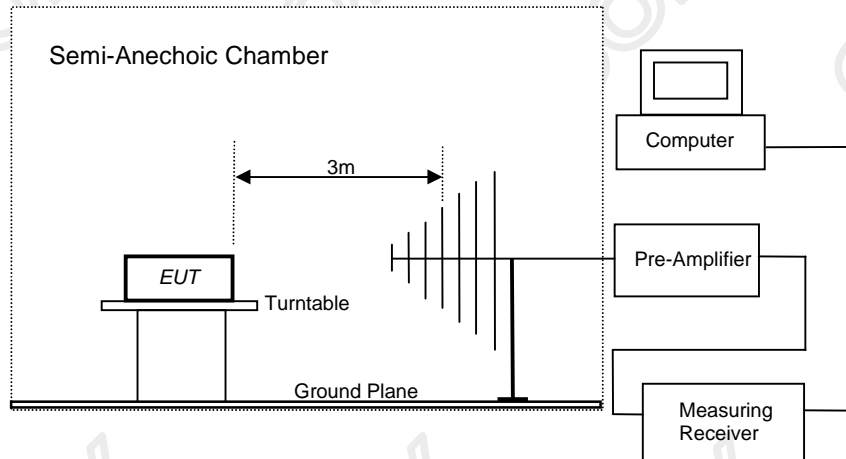 Semi-Anechoic Chamber
3m
EUT
Turntable
Ground Plane
Computer
Pre-Amplifier
Measuring
Receiver